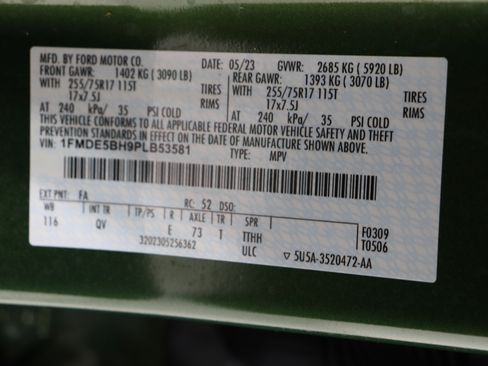 MFD. BY FORD MOTOR CO. DATE: 05/23 GVWR: 2685 KG ( 5920 LB)
FRONT GAWR: 1402 KG ( 3090 LB) REAR GAWR: 1393 KG ( 3070 LB)
WITH 255/75R17 115T TIRES WITH 255/75R17 115T TIRES
17x7.5J RIMS 17x7.5J RIMS
AT 240 kPa/ 35 PSI COLD AT 240 kPa/ 35 PSI COLD
THIS VEHICLE CONFORMS TO ALL APPLICABLE FEDERAL MOTOR VEHICLE SAFETY AND THEFT
PREVENTION STANDARDS IN EFFECT ON THE DATE OF MANUFACTURE SHOWN ABOVE.
VIN: 1FMDE5BH9PLB53581 TYPE: MPV
EXT PNT: FA RC: 52 DSO:
WB INT TR TP/PS R AXLE TR SPR F0309
116 QV E 73 T TTHH T0506
3202305256362 ULC ▽ 5U5A-3520472-AA